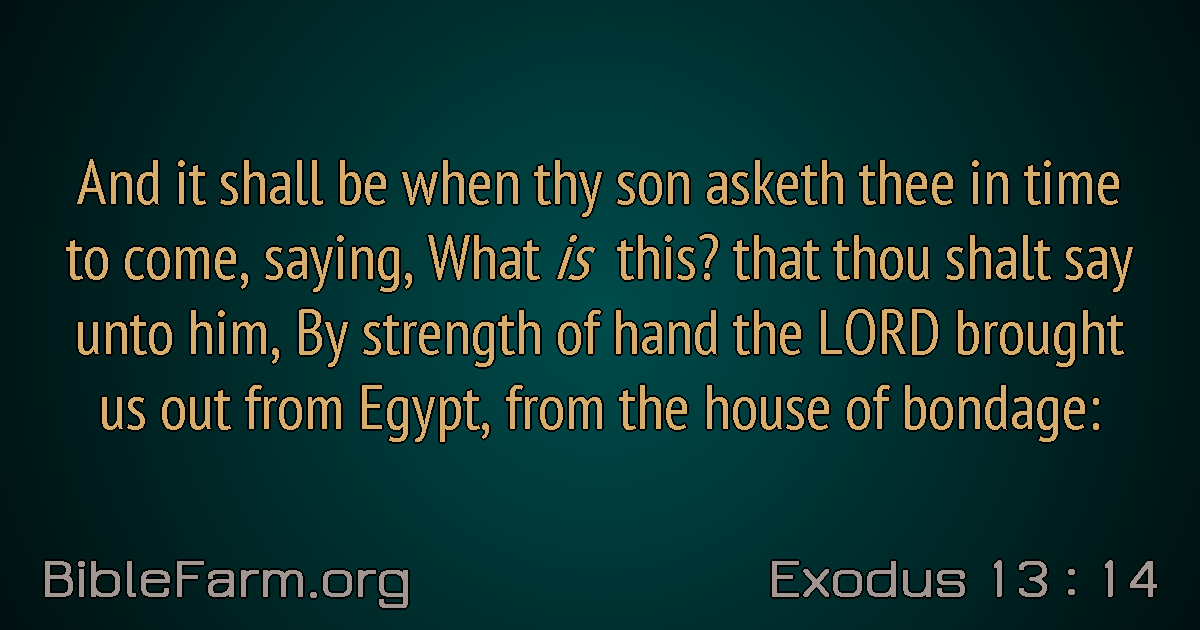 And it shall be when thy son asketh thee in time
to come, saying, What is this? that thou shalt say
unto him, By strength of hand the LORD brought
us out from Egypt, from the house of bondage:
BibleFarm.org
Exodus 13 : 14